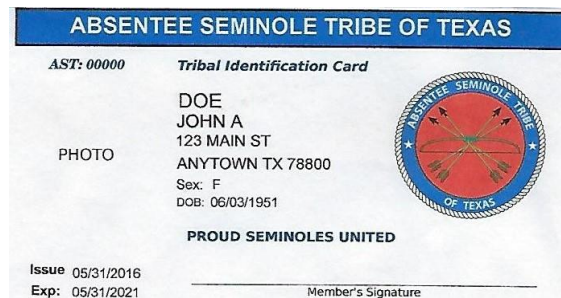 ABSENTEE SEMINOLE TRIBE OF TEXAS
AST: 00000 Tribal Identification Card
DOE
JOHN A
123 MAIN ST
PHOTO
ANYTOWN TX 78800
Sex: F
DOB: 06/03/1951
ABSENTEE SEMINOLE TRIBE
OF TEXAS
PROUD SEMINOLES UNITED
Issue 05/31/2016
Exp: 05/31/2021
Member's Signature